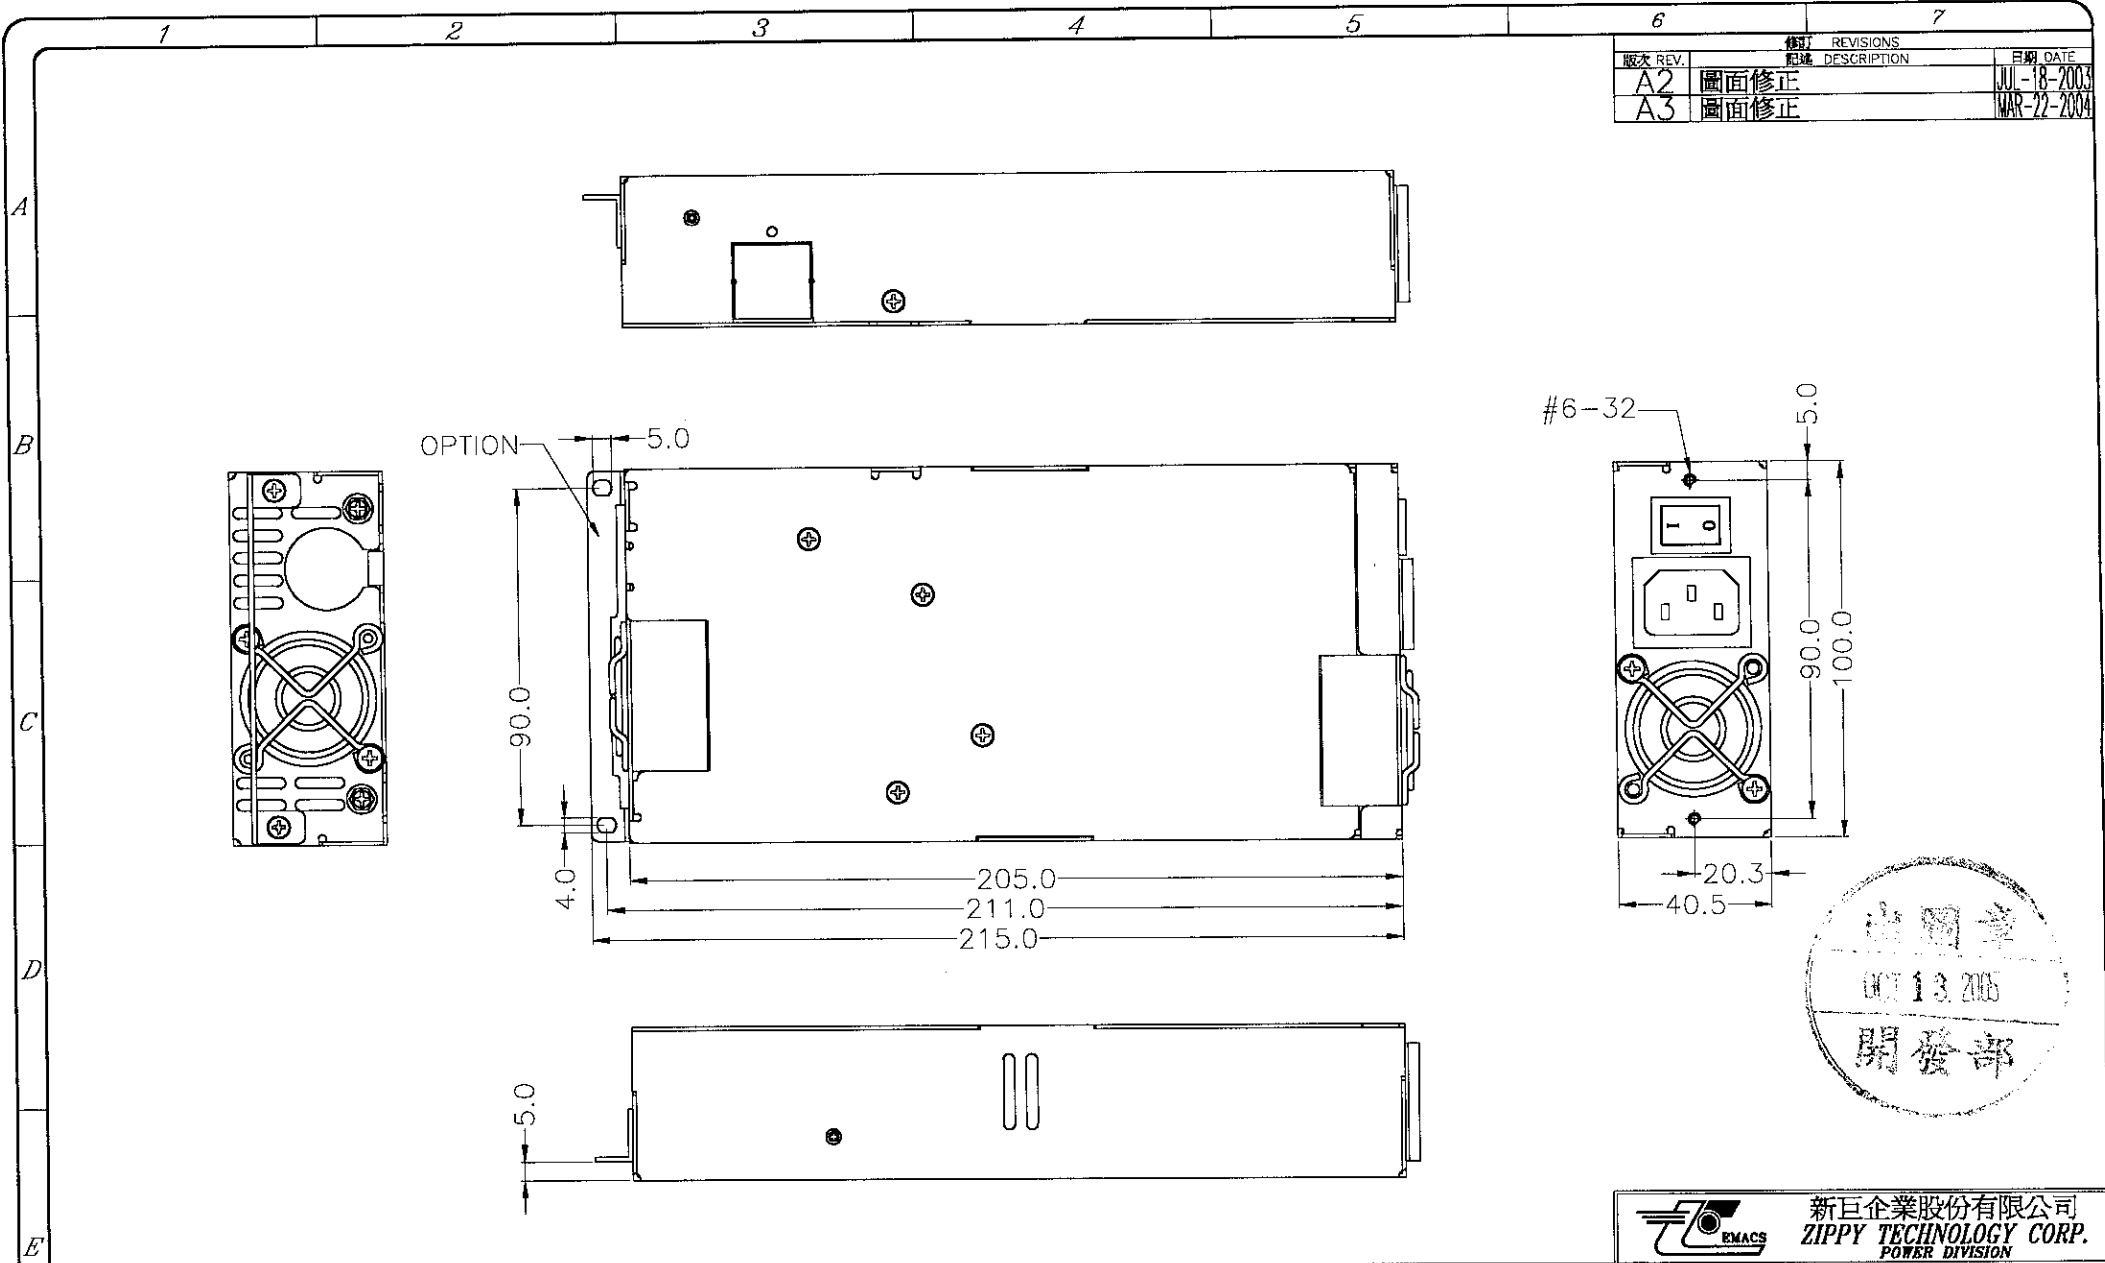 1 2 3 4 5 6 7
修訂 REVISIONS
版次 REV. 記述 DESCRIPTION 日期 DATE
A2 圖面修正 JUL-18-2003
A3 圖面修正 MAR-22-2004
A
B
C
D
E
OPTION
5.0
90.0
4.0
205.0
211.0
215.0
#6-32
5.0
I O
90.0
100.0
20.3
40.5
出圖章
OCT 13. 2005
開發部
5.0
EMACS
新巨企業股份有限公司
ZIPPY TECHNOLOGY CORP.
POWER DIVISION